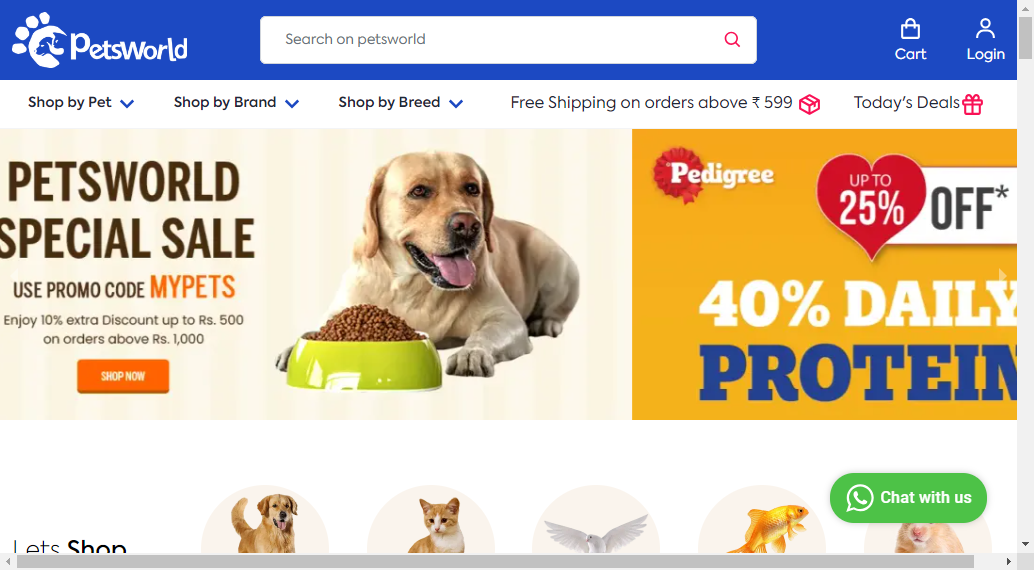 PetsWorld
Search on petsworld
Cart
Login
Shop by Pet
Shop by Brand
Shop by Breed
Free Shipping on orders above ₹ 599
Today's Deals
PETSWORLD
SPECIAL SALE
USE PROMO CODE MYPETS
Enjoy 10% extra Discount up to Rs. 500
on orders above Rs. 1,000
SHOP NOW
Pedigree
UP TO
25% OFF*
40% DAILY
PROTEIN
Chat with us
Lets Shop